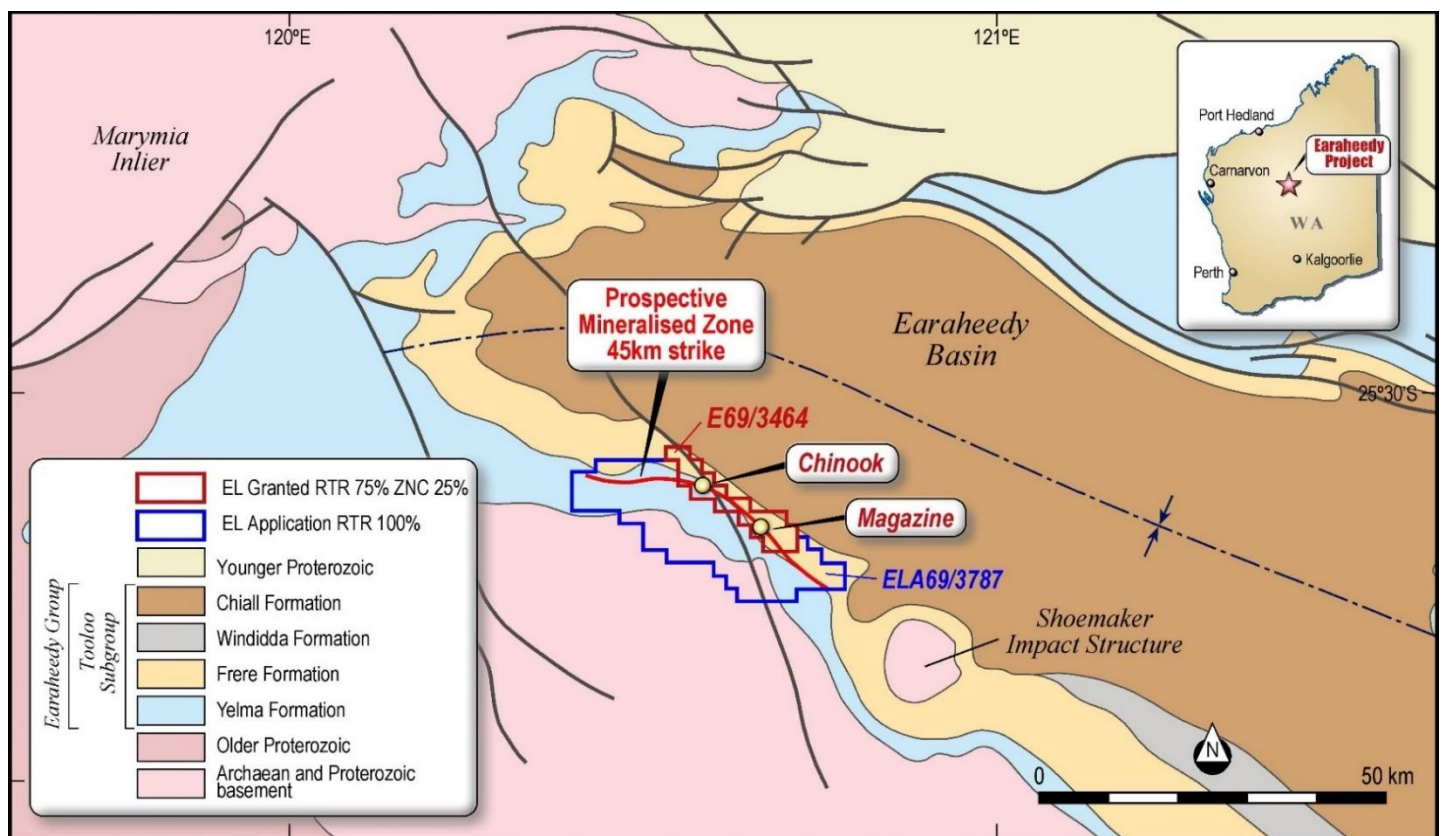 120ºE
121ºE
Marymia
Inlier
Port Hedland
Earaheedy
Project
Carnarvon
WA
Kalgoorlie
Perth
Prospective
Mineralised Zone
45km strike
Earaheedy
Basin
25º30'S
E69/3464
Chinook
Magazine
ELA69/3787
Shoemaker
Impact Structure
EL Granted RTR 75% ZNC 25%
EL Application RTR 100%
Younger Proterozoic
Earaheedy Group
Tooloo
Subgroup
Chiall Formation
Windidda Formation
Frere Formation
Yelma Formation
Older Proterozoic
Archaean and Proterozoic
basement
N
0
50 km